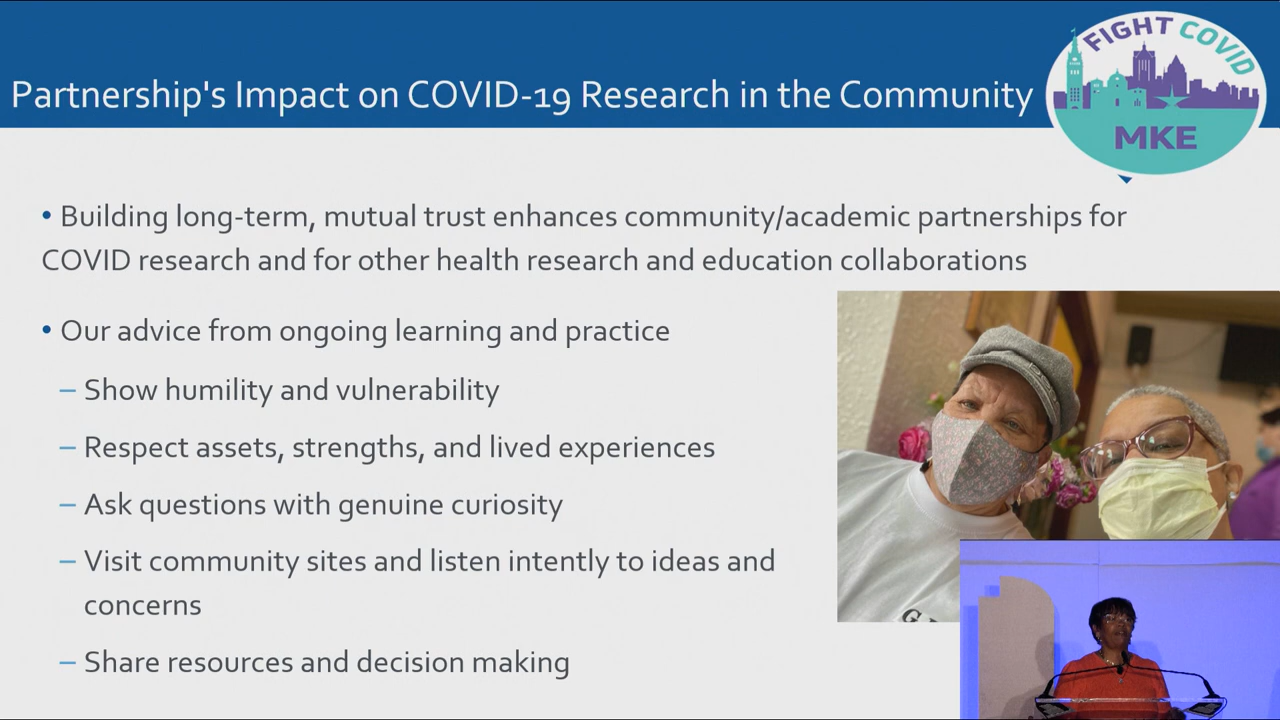 FIGHT COVID
Partnership's Impact on COVID-19 Research in the Community
MKE
• Building long-term, mutual trust enhances community/academic partnerships for
COVID research and for other health research and education collaborations
• Our advice from ongoing learning and practice
– Show humility and vulnerability
– Respect assets, strengths, and lived experiences
– Ask questions with genuine curiosity
– Visit community sites and listen intently to ideas and
concerns
– Share resources and decision making